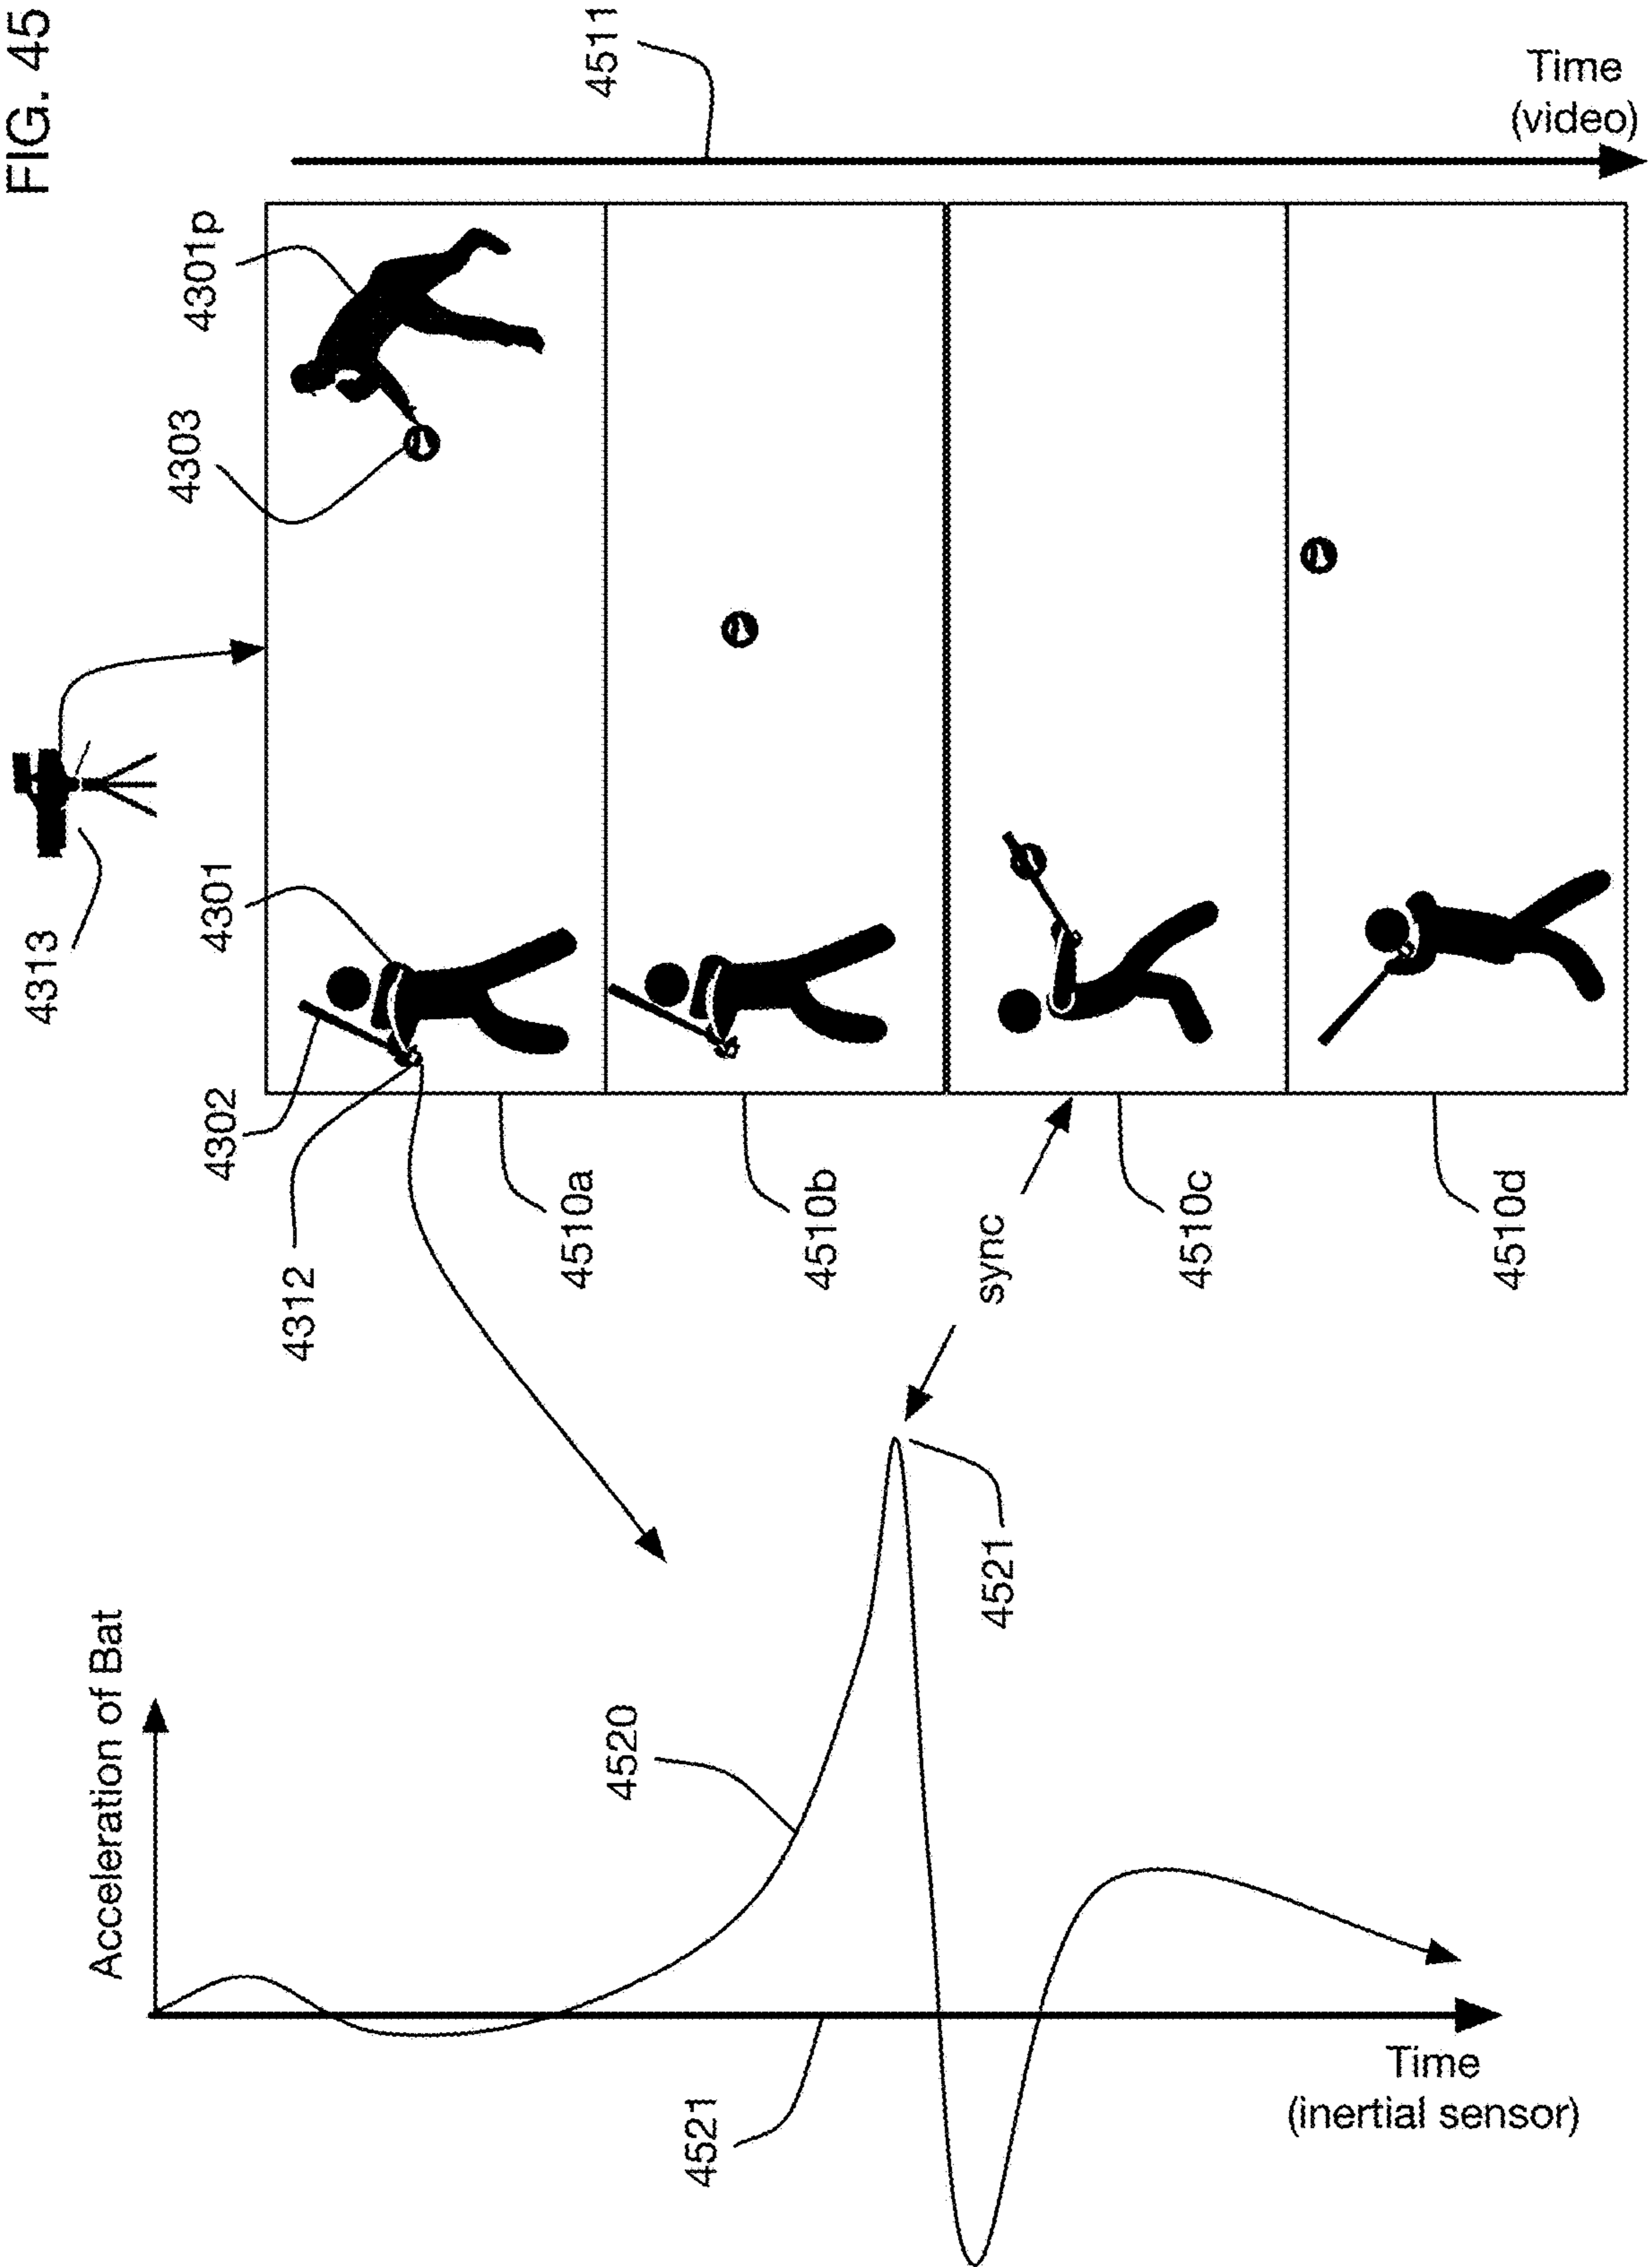 FIG. 45
4313
4303
4301p
4301
4302
4312
4511
Time
(video)
4510a
4510b
sync
4510c
4510d
Acceleration of Bat
4520
4521
4521
Time
(inertial sensor)